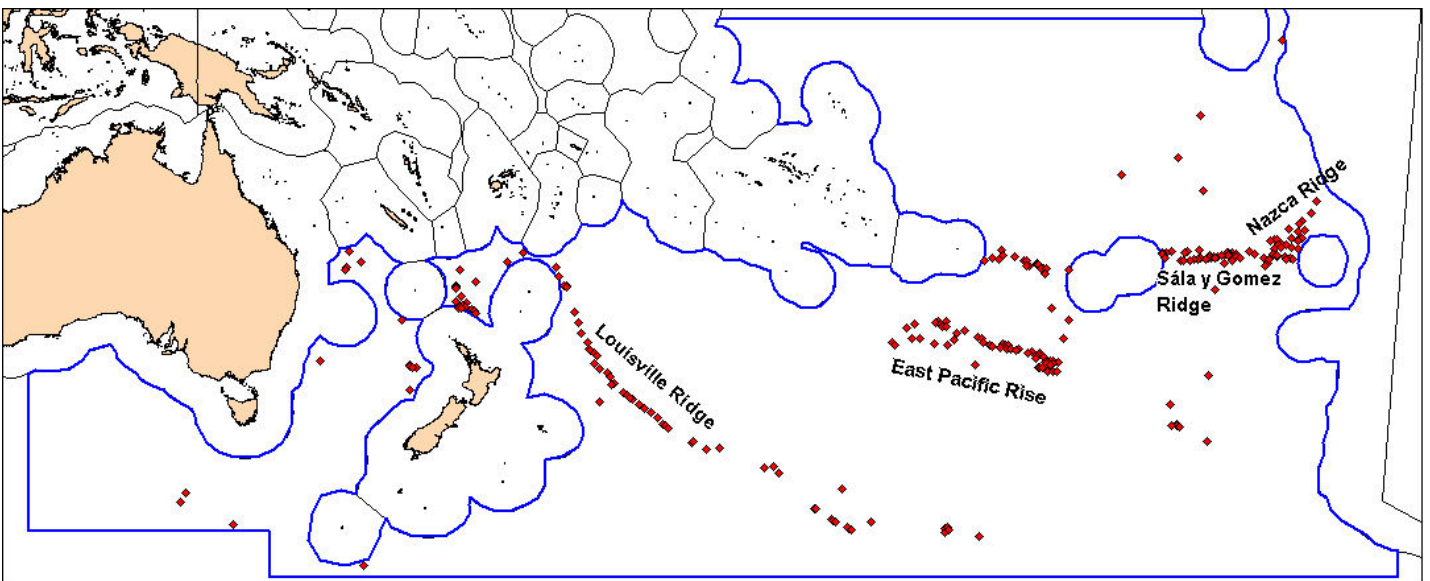 Nazca Ridge
Sála y Gomez
Ridge
Louisville Ridge
East Pacific Rise